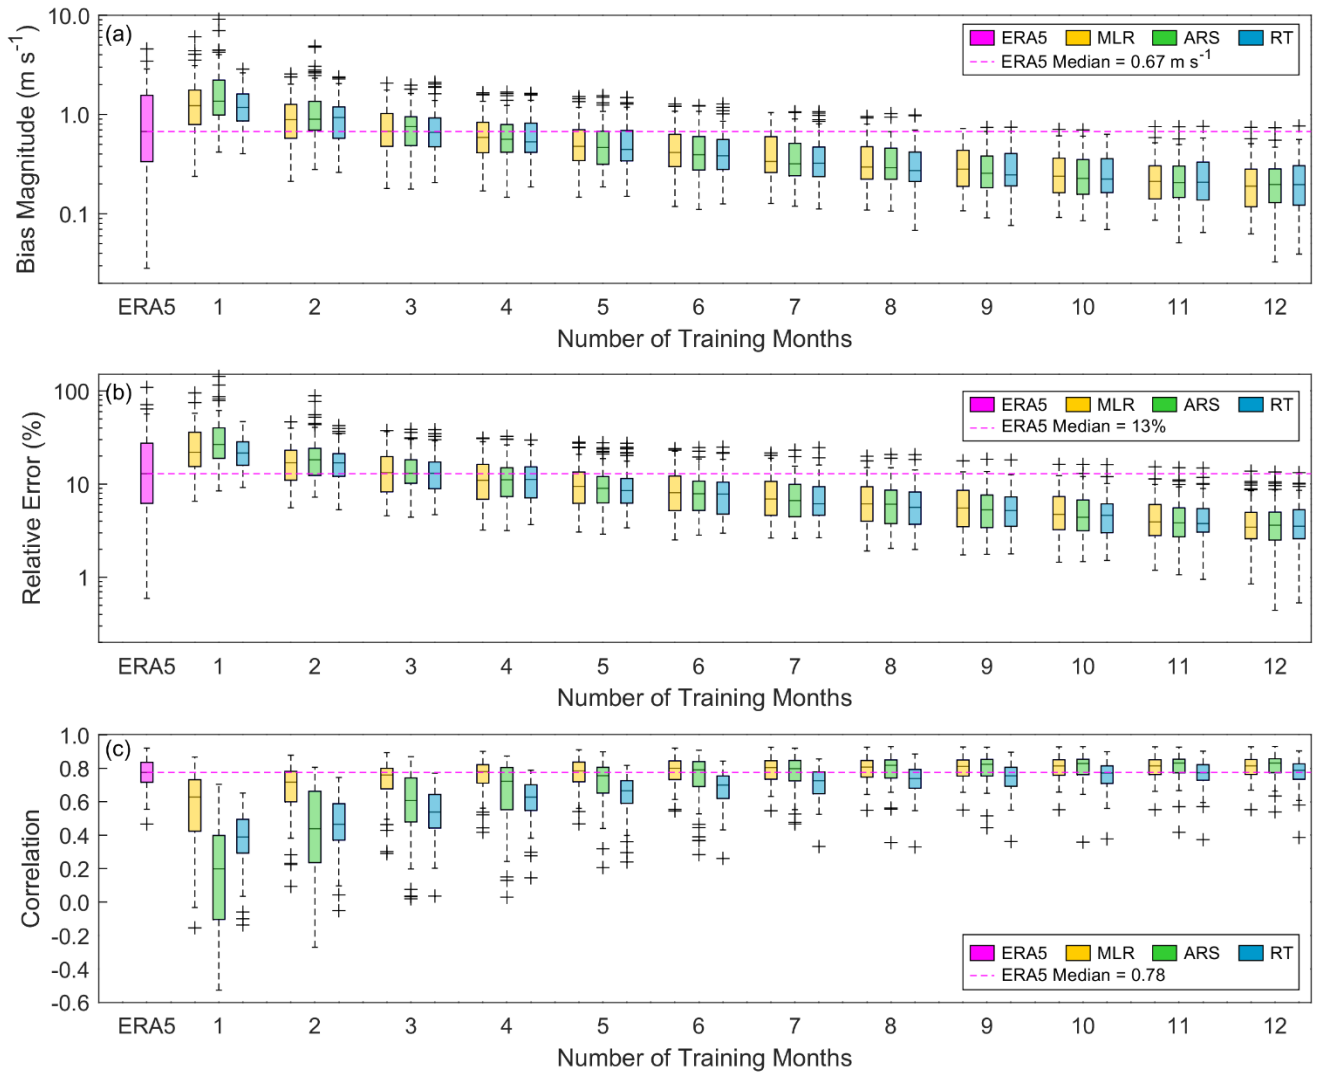 (a)
10.0
1.0
0.1
Bias Magnitude (m s⁻¹)
ERA5 MLR ARS RT
ERA5 Median = 0.67 m s⁻¹
ERA5 1 2 3 4 5 6 7 8 9 10 11 12
Number of Training Months
(b)
100
10
1
Relative Error (%)
ERA5 MLR ARS RT
ERA5 Median = 13%
ERA5 1 2 3 4 5 6 7 8 9 10 11 12
Number of Training Months
(c)
1.0
0.8
0.6
0.4
0.2
0.0
-0.2
-0.4
-0.6
Correlation
ERA5 MLR ARS RT
ERA5 Median = 0.78
ERA5 1 2 3 4 5 6 7 8 9 10 11 12
Number of Training Months